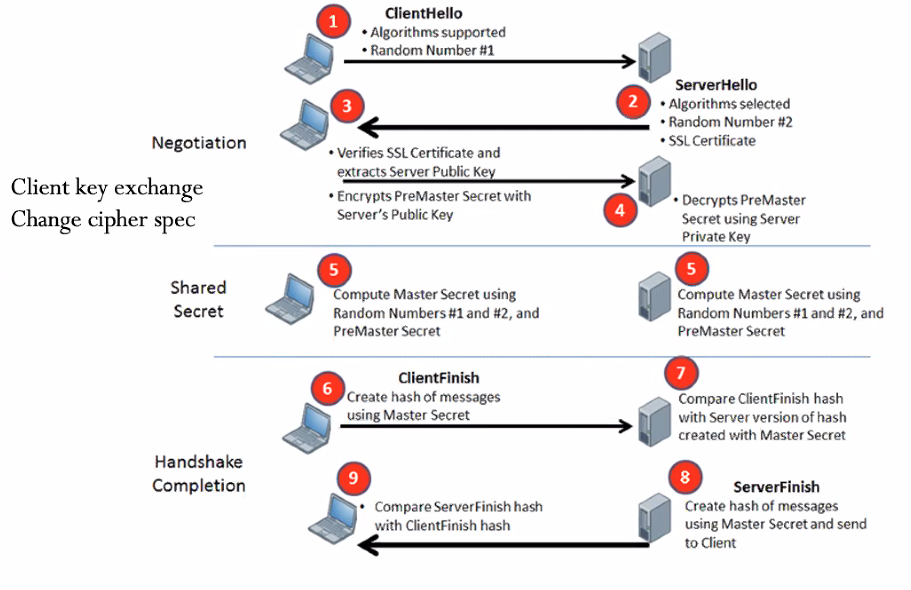 1
ClientHello
• Algorithms supported
• Random Number #1
2
ServerHello
• Algorithms selected
• Random Number #2
• SSL Certificate
3
Negotiation
• Verifies SSL Certificate and
extracts Server Public Key
• Encrypts PreMaster Secret with
Server's Public Key
Client key exchange
Change cipher spec
4
• Decrypts PreMaster
Secret using Server
Private Key
Shared
Secret
5
Compute Master Secret using
Random Numbers #1 and #2, and
PreMaster Secret
5
Compute Master Secret using
Random Numbers #1 and #2, and
PreMaster Secret
Handshake
Completion
6
ClientFinish
Create hash of messages
using Master Secret
7
Compare ClientFinish hash
with Server version of hash
created with Master Secret
8
ServerFinish
Create hash of messages
using Master Secret and send
to Client
9
• Compare ServerFinish hash
with ClientFinish hash